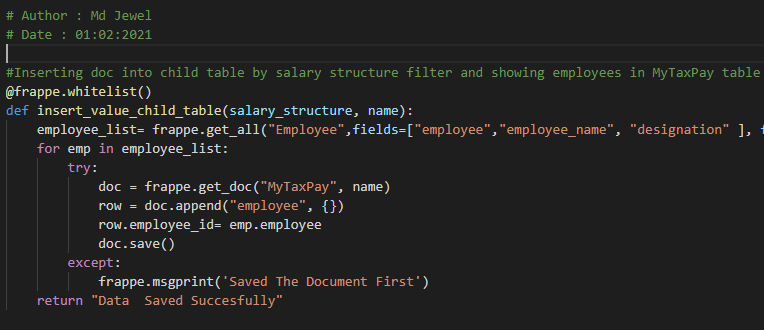 # Author : Md Jewel
# Date : 01:02:2021
#Inserting doc into child table by salary structure filter and showing employees in MyTaxPay table
@frappe.whitelist()
def insert_value_child_table(salary_structure, name):
    employee_list= frappe.get_all("Employee",fields=["employee","employee_name", "designation" ],
    for emp in employee_list:
        try:
            doc = frappe.get_doc("MyTaxPay", name)
            row = doc.append("employee", {})
            row.employee_id= emp.employee
            doc.save()
        except:
            frappe.msgprint('Saved The Document First')
    return "Data  Saved Succesfully"